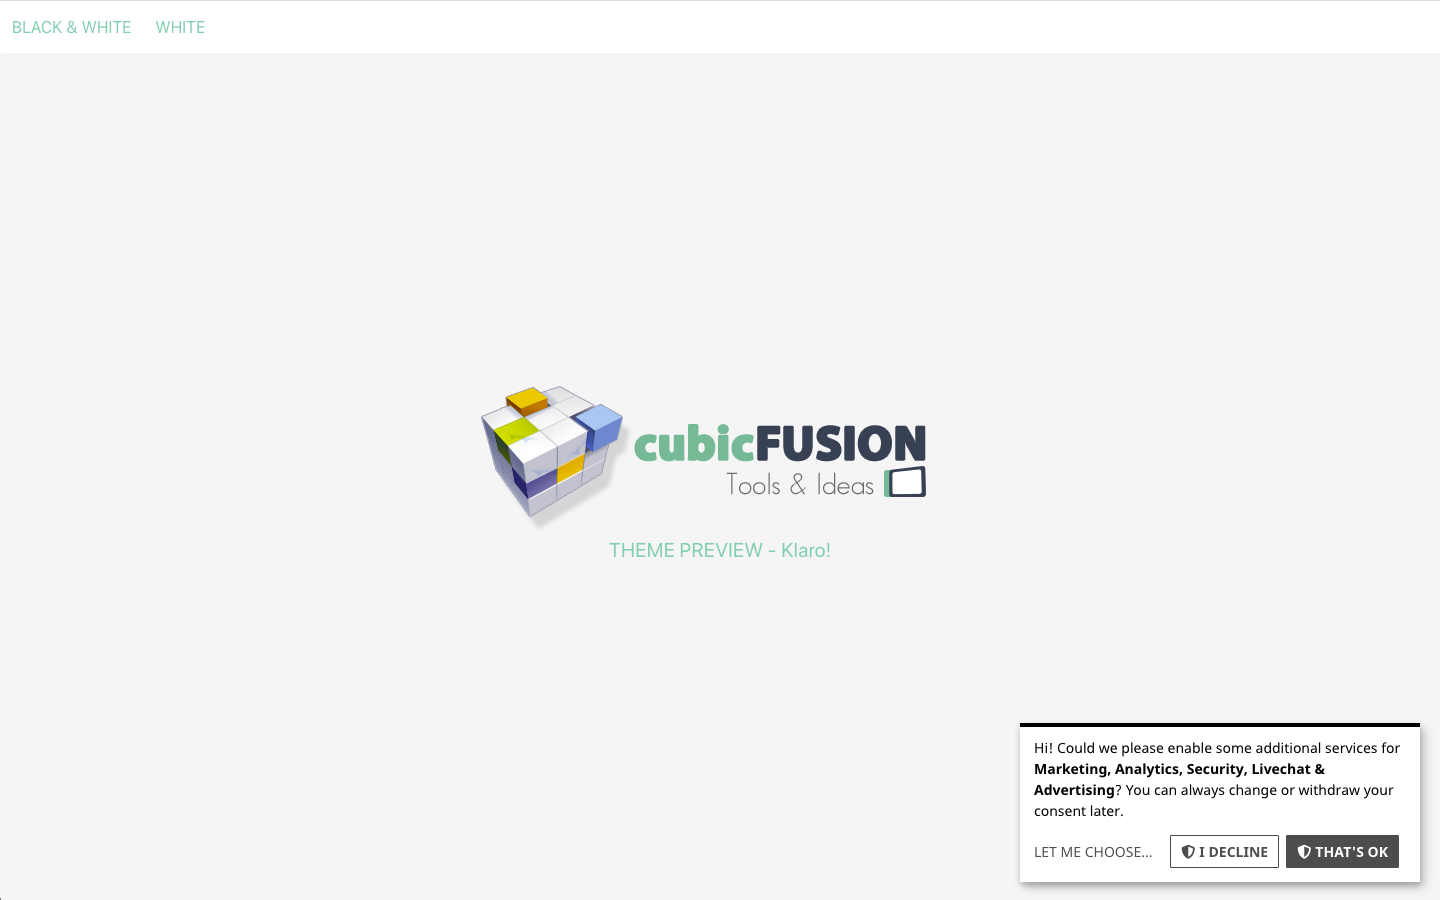 BLACK & WHITE WHITE
cubicFUSION
Tools & Ideas
THEME PREVIEW - Klaro!
Hi! Could we please enable some additional services for
Marketing, Analytics, Security, Livechat &
Advertising? You can always change or withdraw your
consent later.
LET ME CHOOSE... I DECLINE THAT'S OK